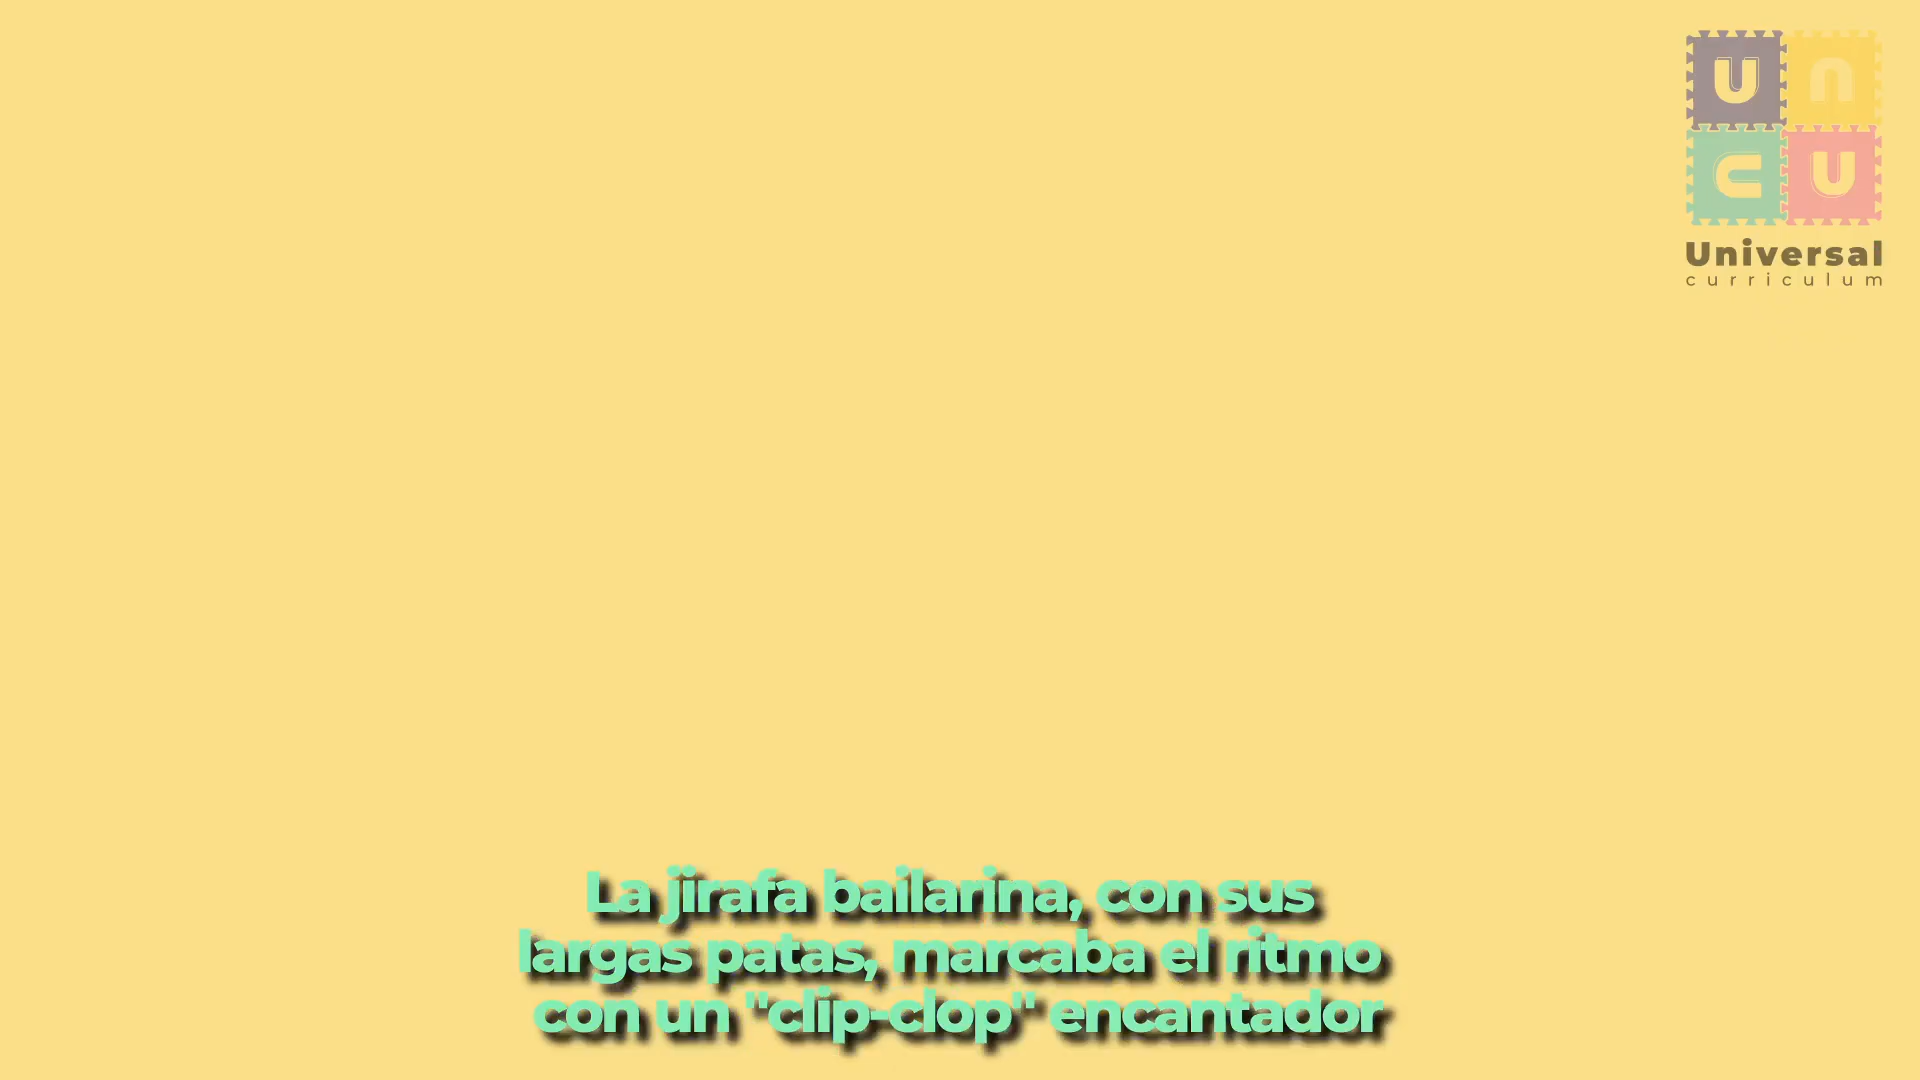 U n
C U
Universal
curriculum
La jirafa bailarina, con sus
largas patas, marcaba el ritmo
con un "clip-clop" encantador